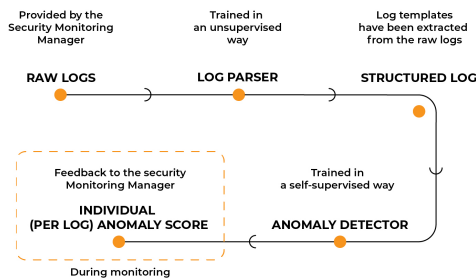 Provided by the
Security Monitoring
Manager
RAW LOGS
Trained in
an unsupervised
way
LOG PARSER
Log templates
have been extracted
from the raw logs
STRUCTURED LOG
Feedback to the security
Monitoring Manager
INDIVIDUAL
(PER LOG) ANOMALY SCORE
During monitoring
Trained in
a self-supervised way
ANOMALY DETECTOR